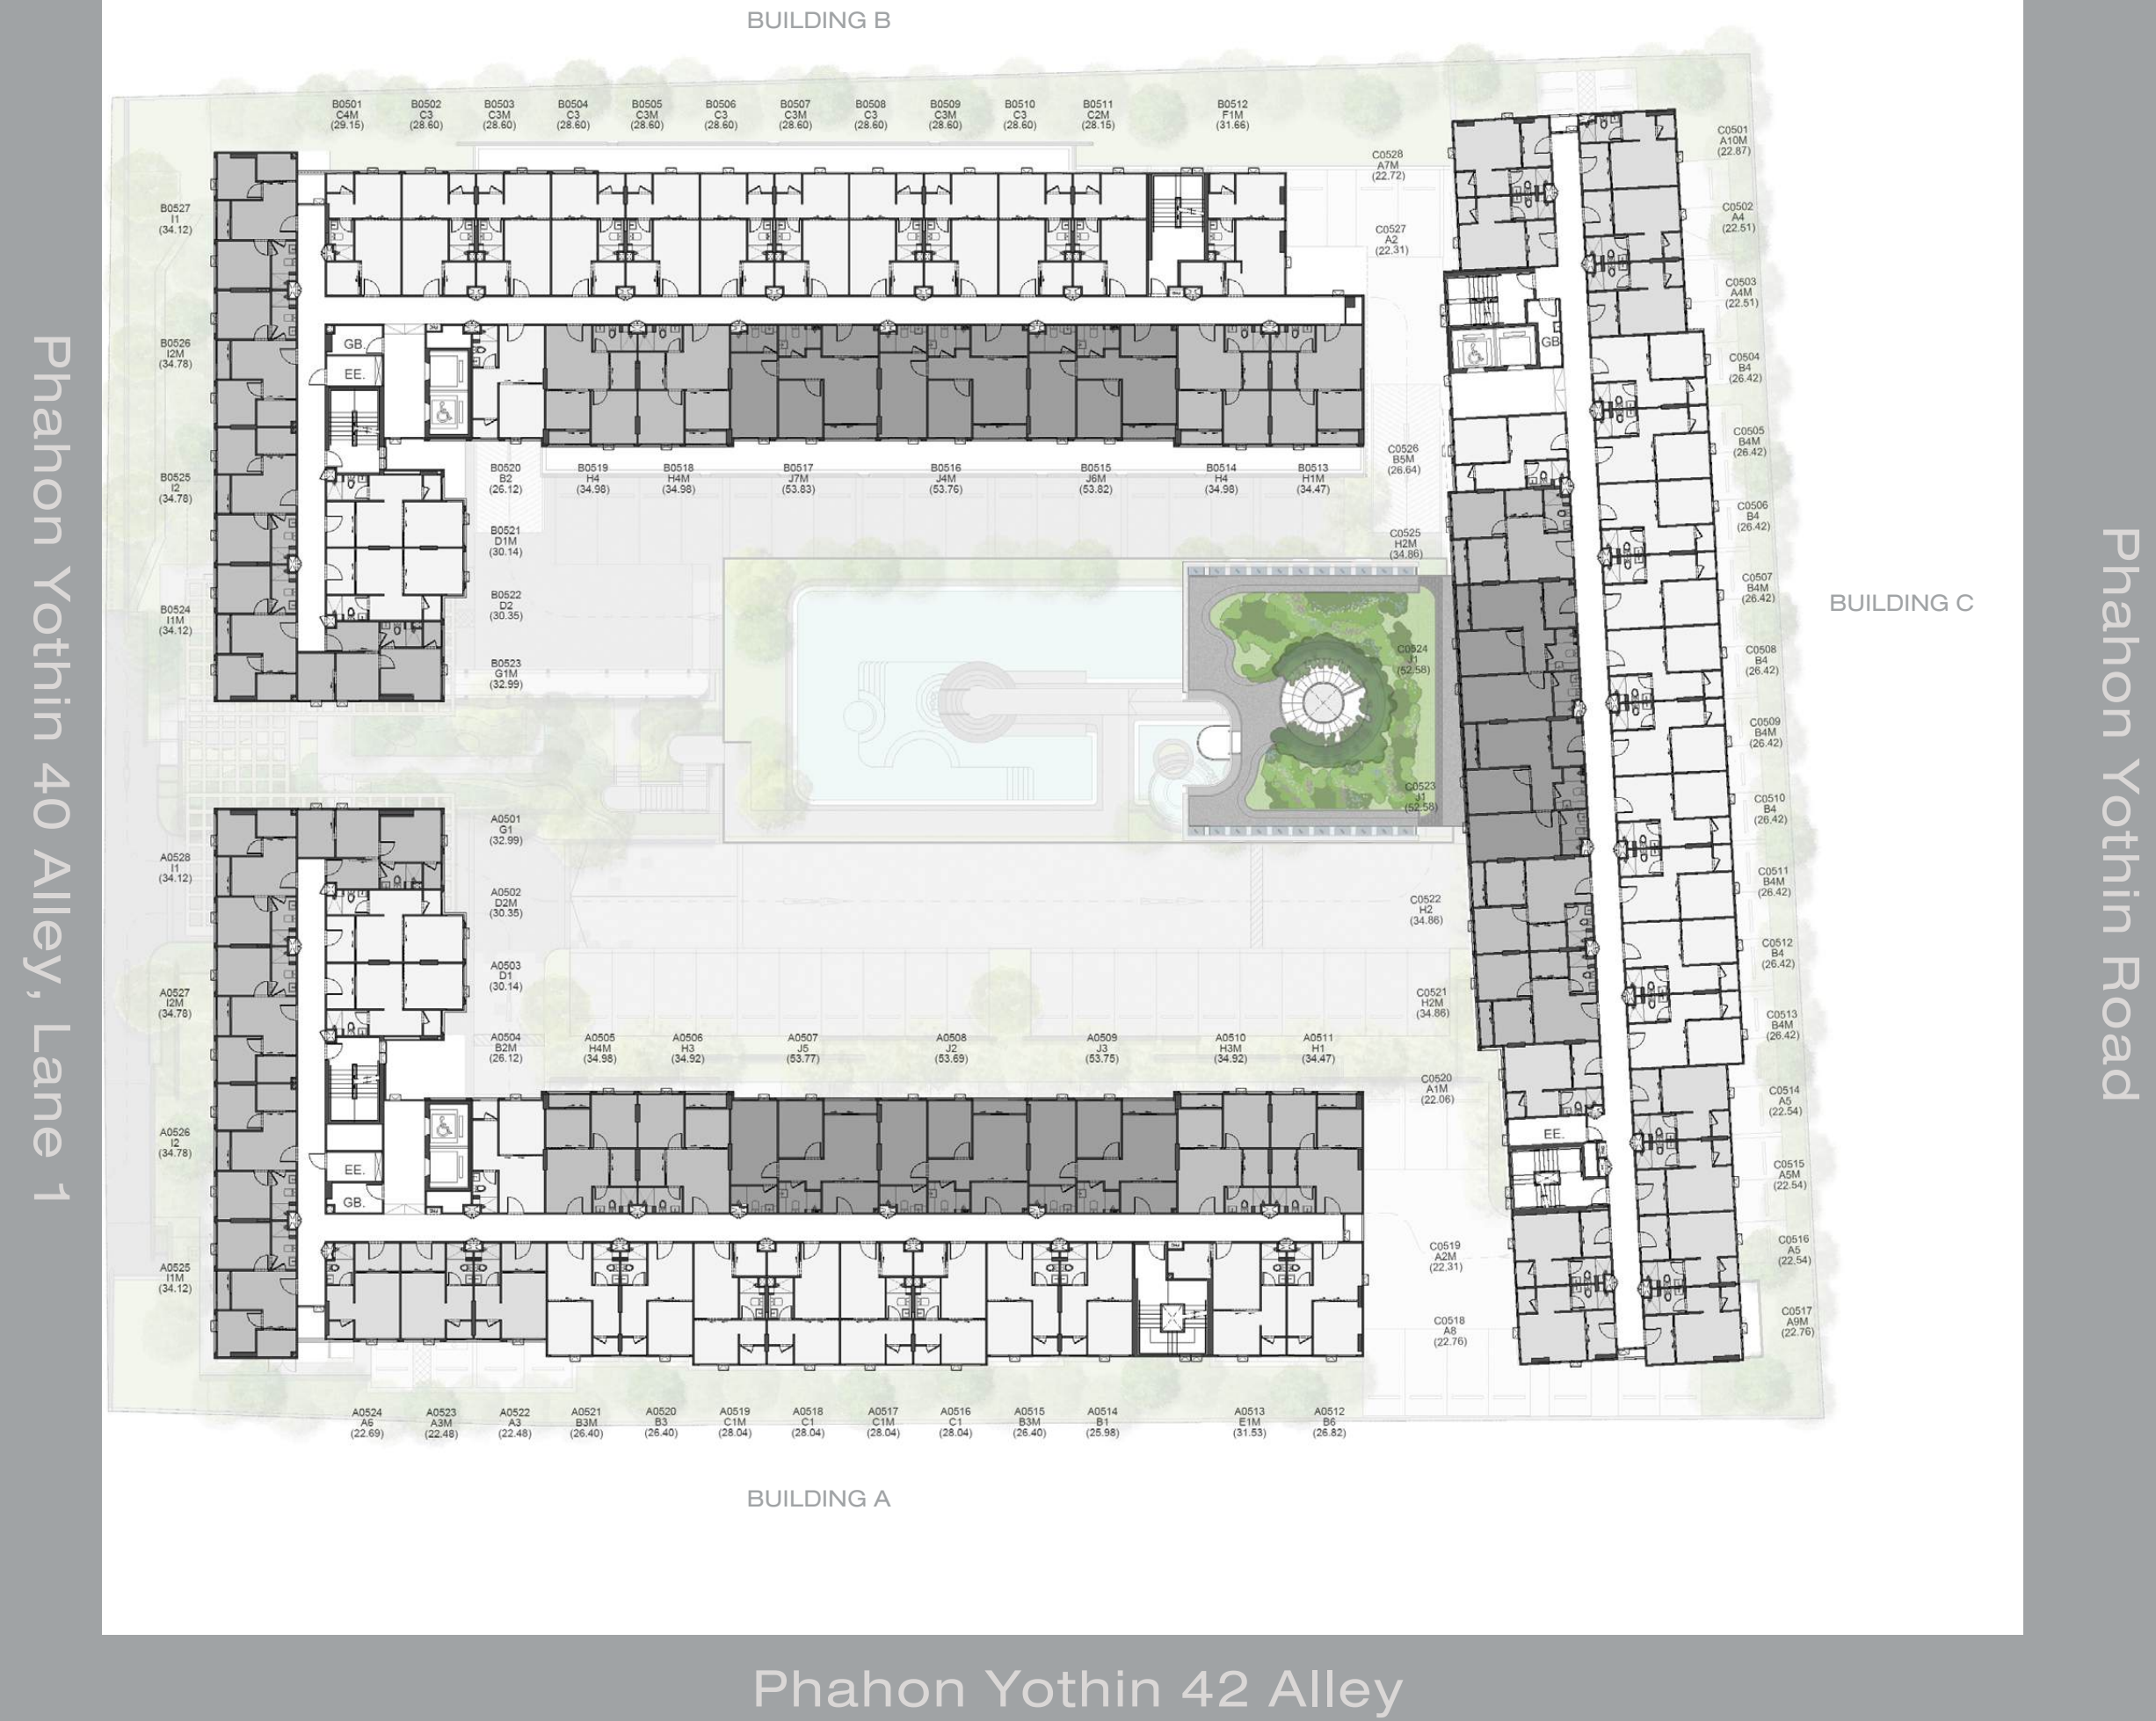 BUILDING B
B0501
C4M
(29.15)
B0502
C3
(28.60)
B0503
C3M
(28.60)
B0504
C3
(28.60)
B0505
C3M
(28.60)
B0506
C3
(28.60)
B0507
C3M
(28.60)
B0508
C3
(28.60)
B0509
C3M
(28.60)
B0510
C3
(28.60)
B0511
C2M
(28.15)
B0512
F1M
(31.66)
B0527
I1
(34.12)
B0526
I2M
(34.78)
B0525
I2
(34.78)
B0524
I1M
(34.12)
GB.
EE.
B0520
B2
(26.12)
B0519
H4
(34.98)
B0518
H4M
(34.98)
B0517
J7M
(53.83)
B0516
J4M
(53.76)
B0515
J6M
(53.82)
B0514
H4
(34.98)
B0513
H1M
(34.47)
B0521
D1M
(30.14)
B0522
D2
(30.35)
B0523
G1M
(32.99)
C0528
A7M
(22.72)
C0527
A2
(22.31)
GB
C0526
B5M
(26.64)
C0525
H2M
(34.86)
C0524
J1
(52.58)
C0523
J1
(52.58)
C0522
H2
(34.86)
C0521
H2M
(34.86)
C0520
A1M
(22.06)
EE.
C0519
A2M
(22.31)
C0518
A8
(22.76)
C0501
A10M
(22.87)
C0502
A4
(22.51)
C0503
A4M
(22.51)
C0504
B4
(26.42)
C0505
B4M
(26.42)
C0506
B4
(26.42)
C0507
B4M
(26.42)
C0508
B4
(26.42)
C0509
B4M
(26.42)
C0510
B4
(26.42)
C0511
B4M
(26.42)
C0512
B4
(26.42)
C0513
B4M
(26.42)
C0514
A5
(22.54)
C0515
A5M
(22.54)
C0516
A5
(22.54)
C0517
A9M
(22.76)
BUILDING C
A0501
G1
(32.99)
A0502
D2M
(30.35)
A0503
D1
(30.14)
A0504
B2M
(26.12)
A0505
H4M
(34.98)
A0506
H3
(34.92)
A0507
J5
(53.77)
A0508
J2
(53.69)
A0509
J3
(53.75)
A0510
H3M
(34.92)
A0511
H1
(34.47)
A0528
I1
(34.12)
A0527
I2M
(34.78)
A0526
I2
(34.78)
A0525
I1M
(34.12)
EE.
GB.
A0524
A6
(22.69)
A0523
A3M
(22.48)
A0522
A3
(22.48)
A0521
B3M
(26.40)
A0520
B3
(26.40)
A0519
C1M
(28.04)
A0518
C1
(28.04)
A0517
C1M
(28.04)
A0516
C1
(28.04)
A0515
B3M
(26.40)
A0514
B1
(25.98)
A0513
E1M
(31.53)
A0512
B6
(26.82)
BUILDING A
Phahon Yothin 40 Alley, Lane 1
Phahon Yothin Road
Phahon Yothin 42 Alley